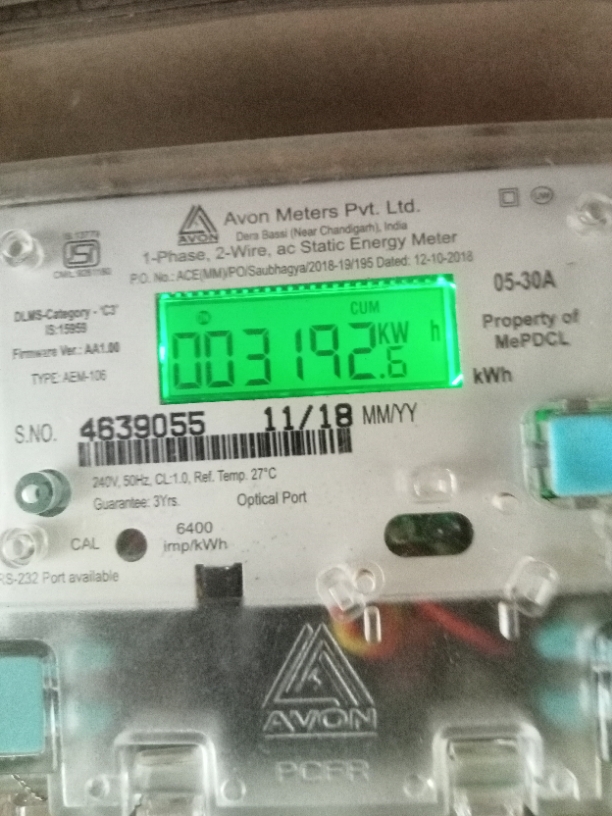 Avon Meters Pvt. Ltd.
AVON
Dera Bassi (Near Chandigarh), India
1-Phase, 2-Wire, ac Static Energy Meter
P.O. No.: ACE(MM)/PO/Saubhagya/2018-19/195 Dated: 12-10-2018
IS:13779
05-30A
DLMS-Category - 'C3'
IS:15959
Firmware Ver.: AA1.00
TYPE: AEM-106
CUM
003192.6 KW h
Property of
MePDCL
kWh
S.NO. 4639055 11/18 MM/YY
240V, 50Hz, CL:1.0, Ref. Temp. 27°C
Guarantee: 3Yrs. Optical Port
CAL 6400
imp/kWh
RS-232 Port available
AVON